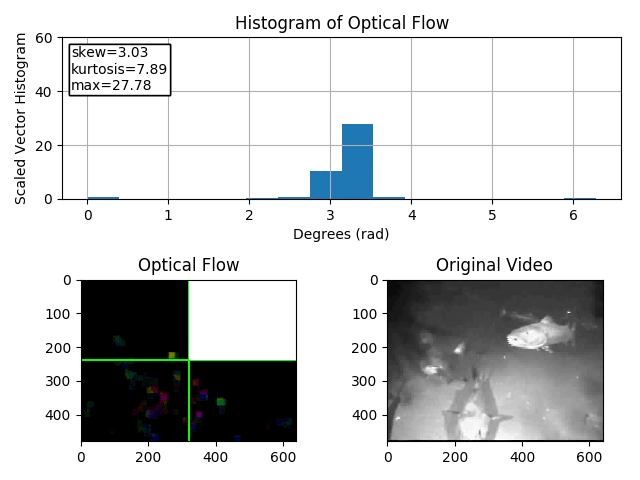 Histogram of Optical Flow
Scaled Vector Histogram
60
40
20
0
skew=3.03
kurtosis=7.89
max=27.78
0 1 2 3 4 5 6
Degrees (rad)
Optical Flow
0
100
200
300
400
0 200 400 600
Original Video
0
100
200
300
400
0 200 400 600